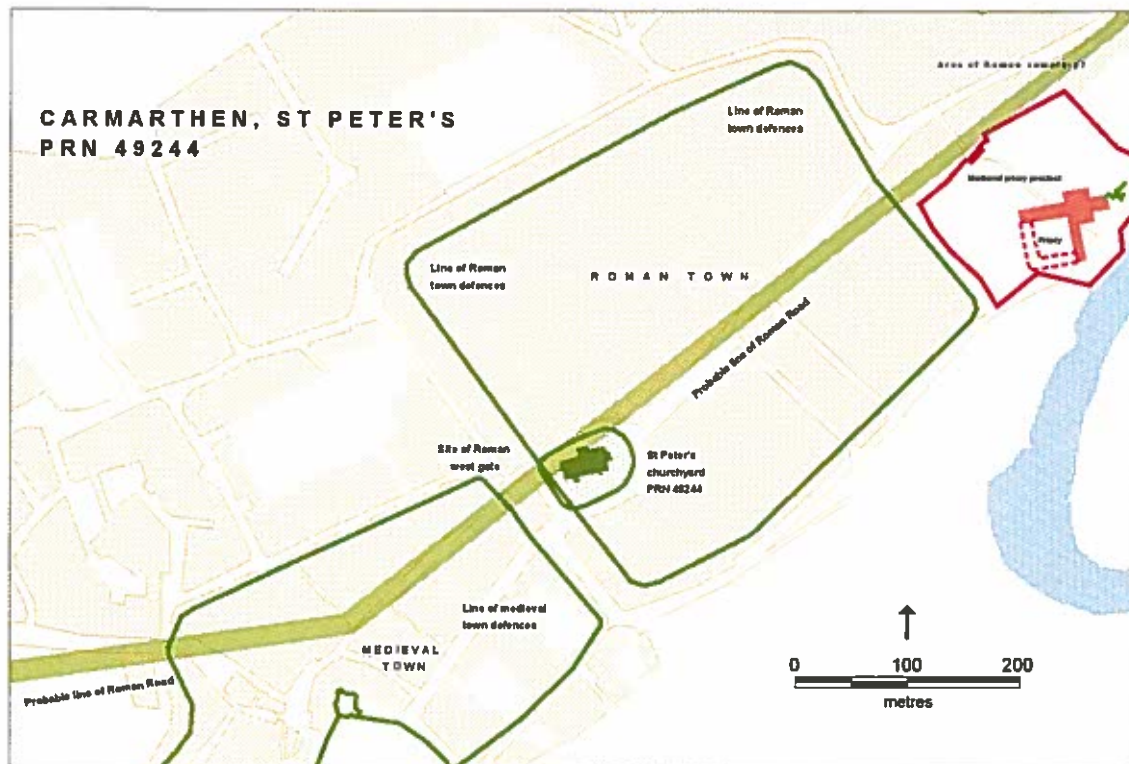 CARMARTHEN, ST PETER'S
PRN 49244
Area of Roman cemetery?
Line of Roman
town defences
Medieval priory precinct
Priory
Line of Roman
town defences
ROMAN TOWN
Probable line of Roman Road
Site of Roman
west gate
St Peter's
churchyard
PRN 49244
Line of medieval
town defences
MEDIEVAL
TOWN
Probable line of Roman Road
0 100 200
metres